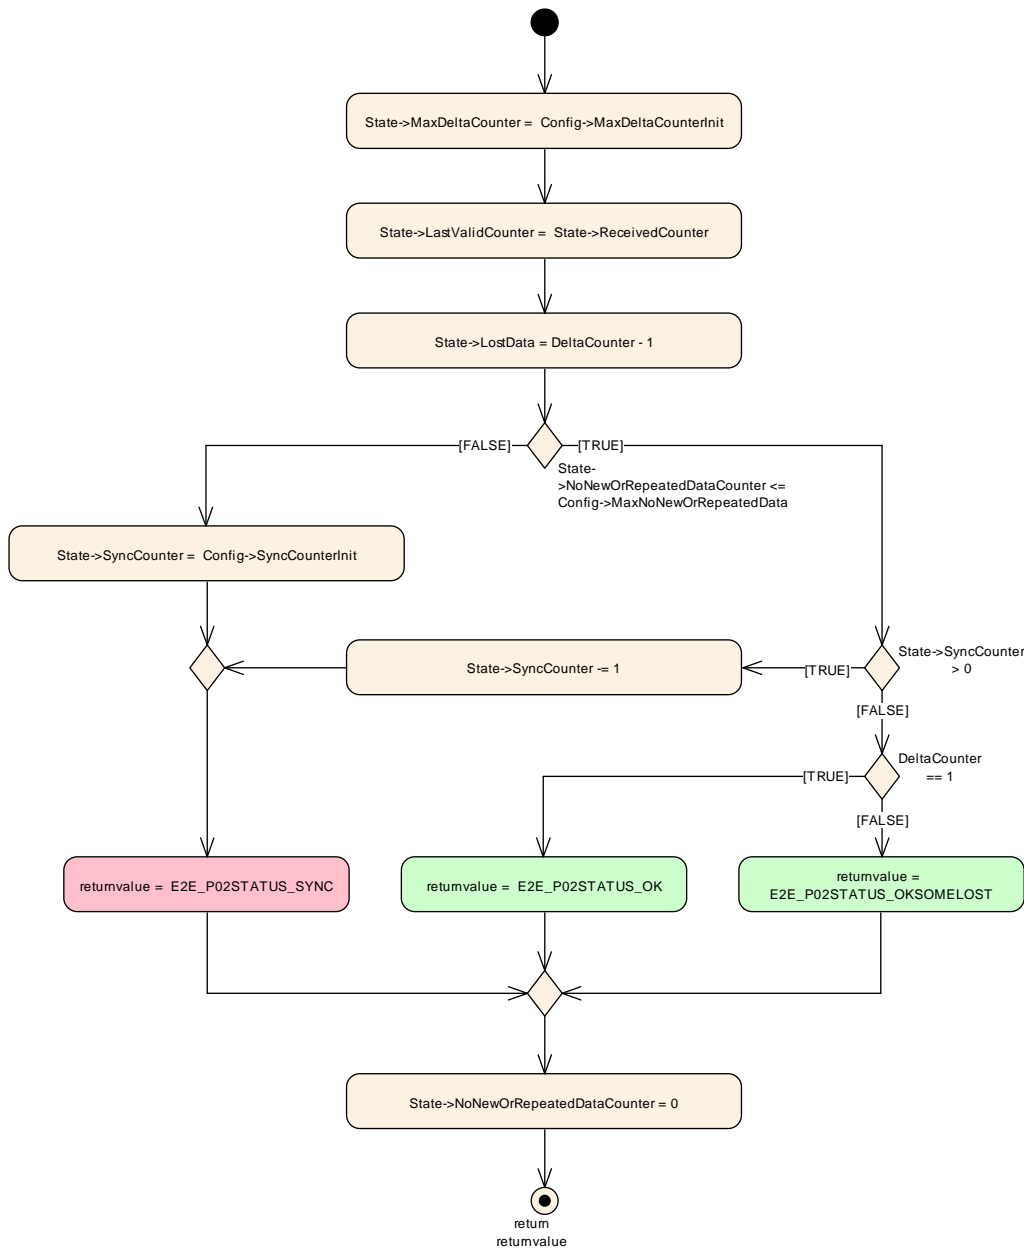 State->MaxDeltaCounter = Config->MaxDeltaCounterInit
State->LastValidCounter = State->ReceivedCounter
State->LostData = DeltaCounter - 1
[FALSE]
[TRUE]
State-
>NoNewOrRepeatedDataCounter <=
Config->MaxNoNewOrRepeatedData
State->SyncCounter = Config->SyncCounterInit
State->SyncCounter -= 1
[TRUE]
State->SyncCounter
> 0
[FALSE]
[TRUE]
DeltaCounter
== 1
[FALSE]
returnvalue = E2E_P02STATUS_SYNC
returnvalue = E2E_P02STATUS_OK
returnvalue =
E2E_P02STATUS_OKSOMELOST
State->NoNewOrRepeatedDataCounter = 0
return
returnvalue